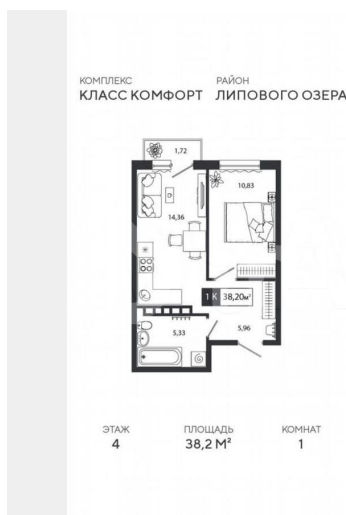 КОМПЛЕКС РАЙОН
КЛАСС КОМФОРТ ЛИПОВОГО ОЗЕРА
1,72
10,83
14,36
1 К 38,20м²
5,33
5,96
ЭТАЖ ПЛОЩАДЬ КОМНАТ
4 38,2 М² 1